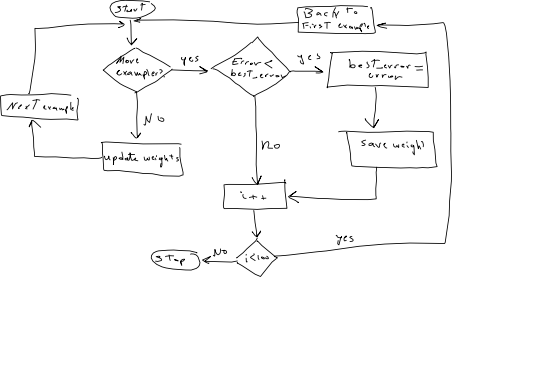 Start
Back to
First example
More
examples?
yes
Error <
best_error
yes
best_error =
error
Next example
No
update weights
No
save weight
i++
yes
i<100
No
Stop